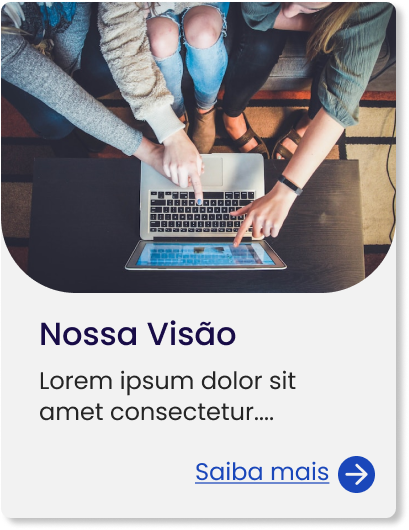 Nossa Visão
Lorem ipsum dolor sit
amet consectetur....
Saiba mais